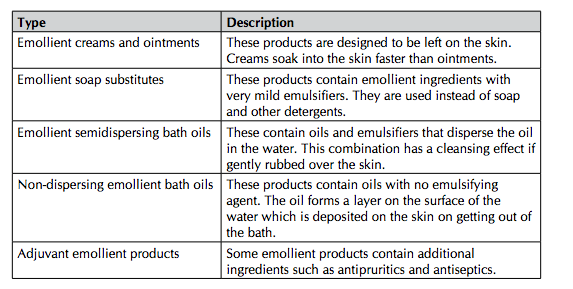 Type Description
Emollient creams and ointments These products are designed to be left on the skin.
Creams soak into the skin faster than ointments.
Emollient soap substitutes These products contain emollient ingredients with
very mild emulsifiers. They are used instead of soap
and other detergents.
Emollient semidispersing bath oils These contain oils and emulsifiers that disperse the oil
in the water. This combination has a cleansing effect if
gently rubbed over the skin.
Non-dispersing emollient bath oils These products contain oils with no emulsifying
agent. The oil forms a layer on the surface of the
water which is deposited on the skin on getting out of
the bath.
Adjuvant emollient products Some emollient products contain additional
ingredients such as antipruritics and antiseptics.